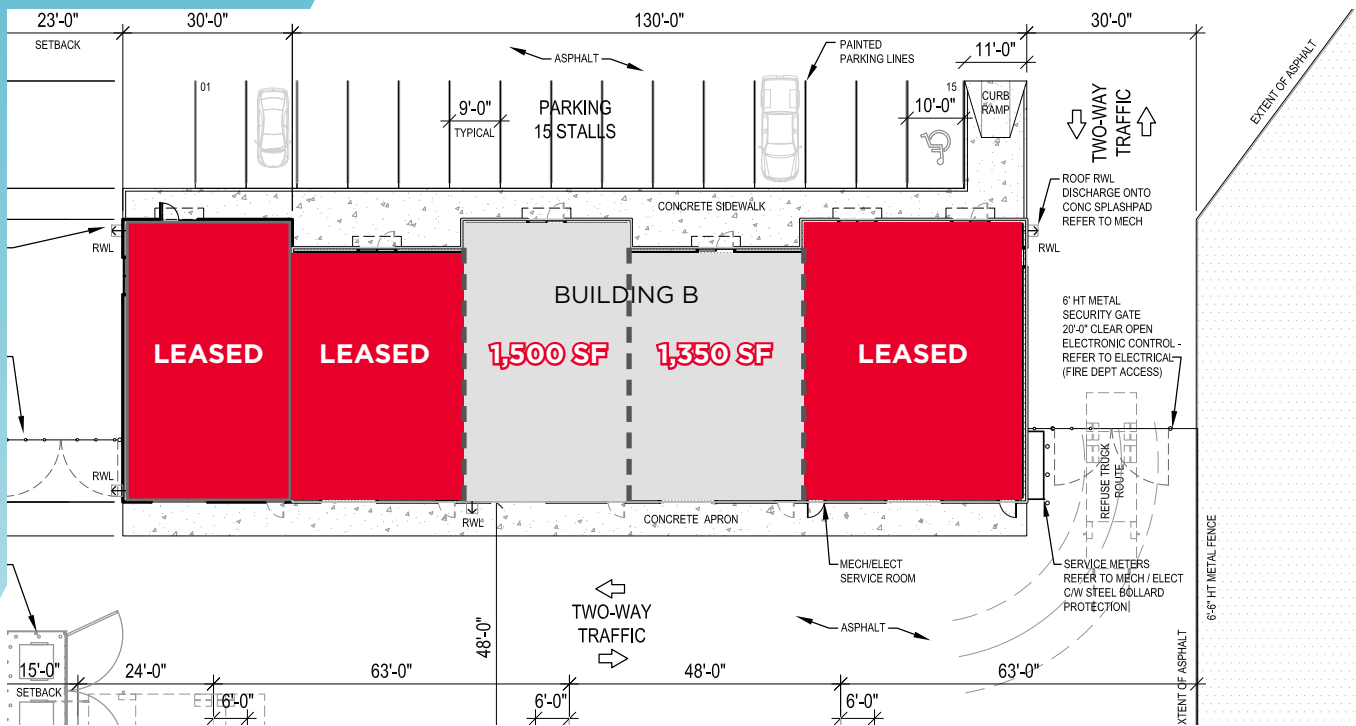 23'-0"
30'-0"
130'-0"
30'-0"
SETBACK
ASPHALT
PAINTED
PARKING LINES
11'-0"
EXTENT OF ASPHALT
01
9'-0"
TYPICAL
PARKING
15 STALLS
15
10'-0"
CURB
RAMP
TWO-WAY
TRAFFIC
CONCRETE SIDEWALK
ROOF RWL
DISCHARGE ONTO
CONC SPLASHPAD
REFER TO MECH
RWL
RWL
BUILDING B
LEASED
LEASED
1,500 SF
1,350 SF
LEASED
6' HT METAL
SECURITY GATE
20'-0" CLEAR OPEN
ELECTRONIC CONTROL -
REFER TO ELECTRICAL
(FIRE DEPT ACCESS)
RWL
RWL
CONCRETE APRON
REFUSE TRUCK
ROUTE
MECH/ELECT
SERVICE ROOM
SERVICE METERS
REFER TO MECH / ELECT
C/W STEEL BOLLARD
PROTECTION
6'-6" HT METAL FENCE
TWO-WAY
TRAFFIC
48'-0"
ASPHALT
15'-0"
SETBACK
24'-0"
63'-0"
48'-0"
63'-0"
EXTENT OF ASPHALT
6'-0"
6'-0"
6'-0"